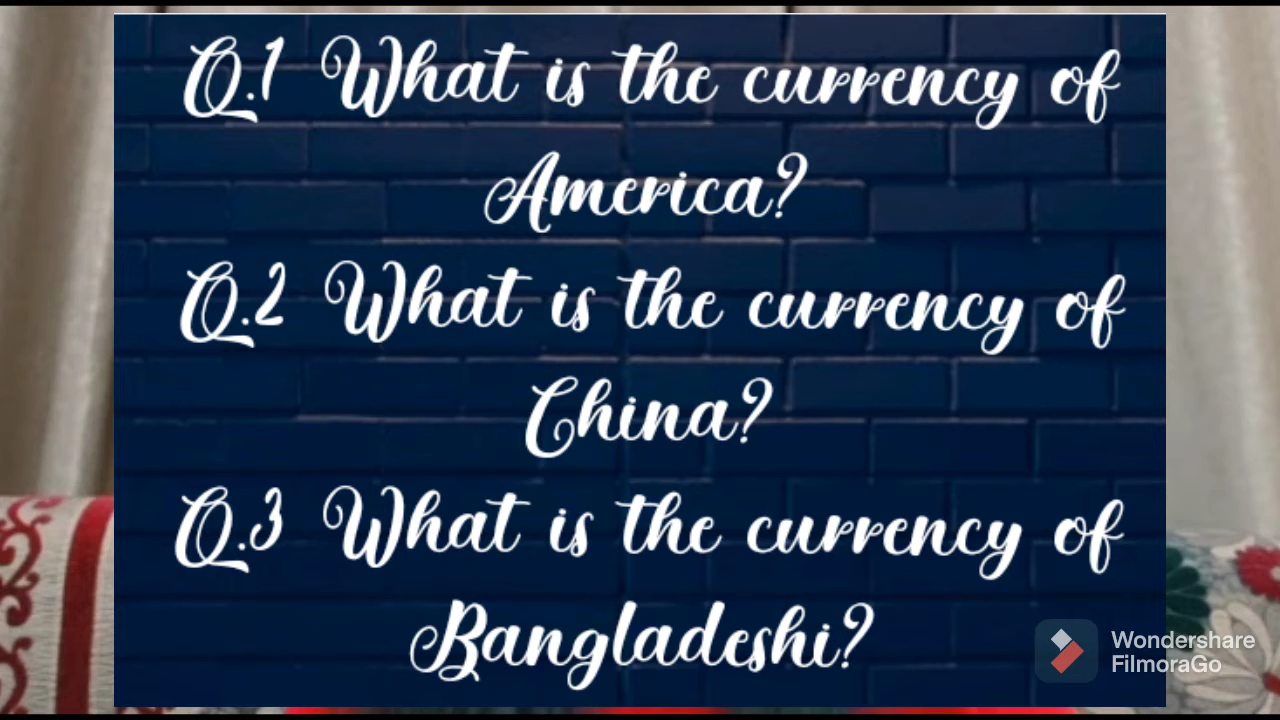 Q.1 What is the currency of
America?
Q.2 What is the currency of
China?
Q.3 What is the currency of
Bangladeshi?
Wondershare
FilmoraGo